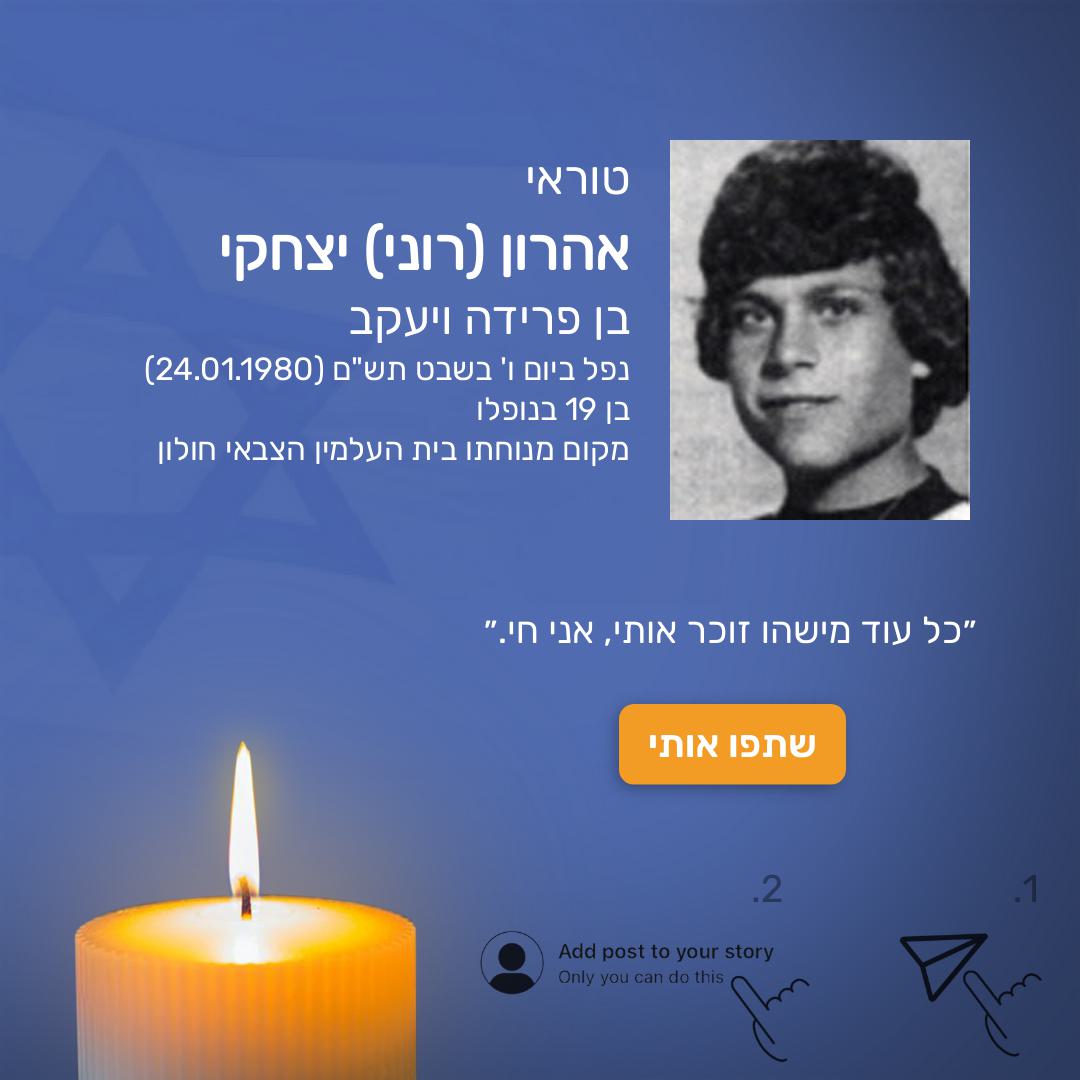 טוראי
אהרון (רוני) יצחקי
בן פרידה ויעקב
נפל ביום ו' בשבט תש"ם (24.01.1980)
בן 19 בנופלו
מקום מנוחתו בית העלמין הצבאי חולון
״כל עוד מישהו זוכר אותי, אני חי.״
שתפו אותי
1.
2.
Add post to your story
Only you can do this